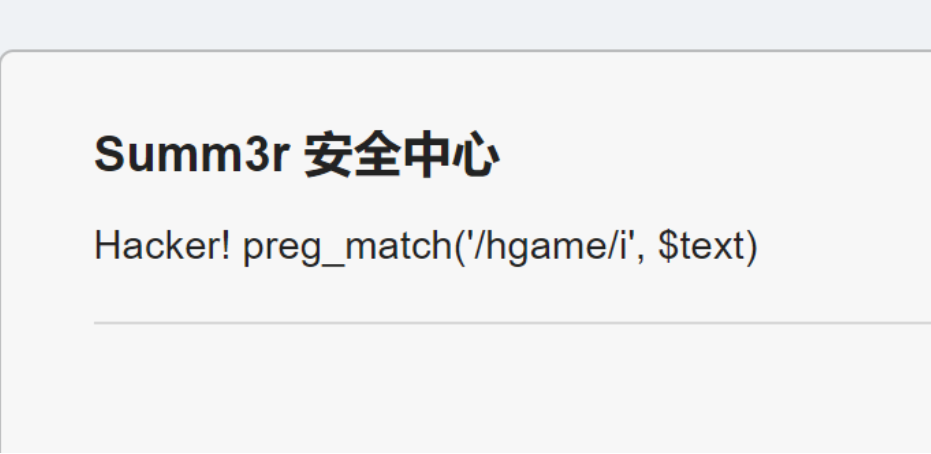 Summ3r 安全中心
Hacker! preg_match('/hgame/i', $text)